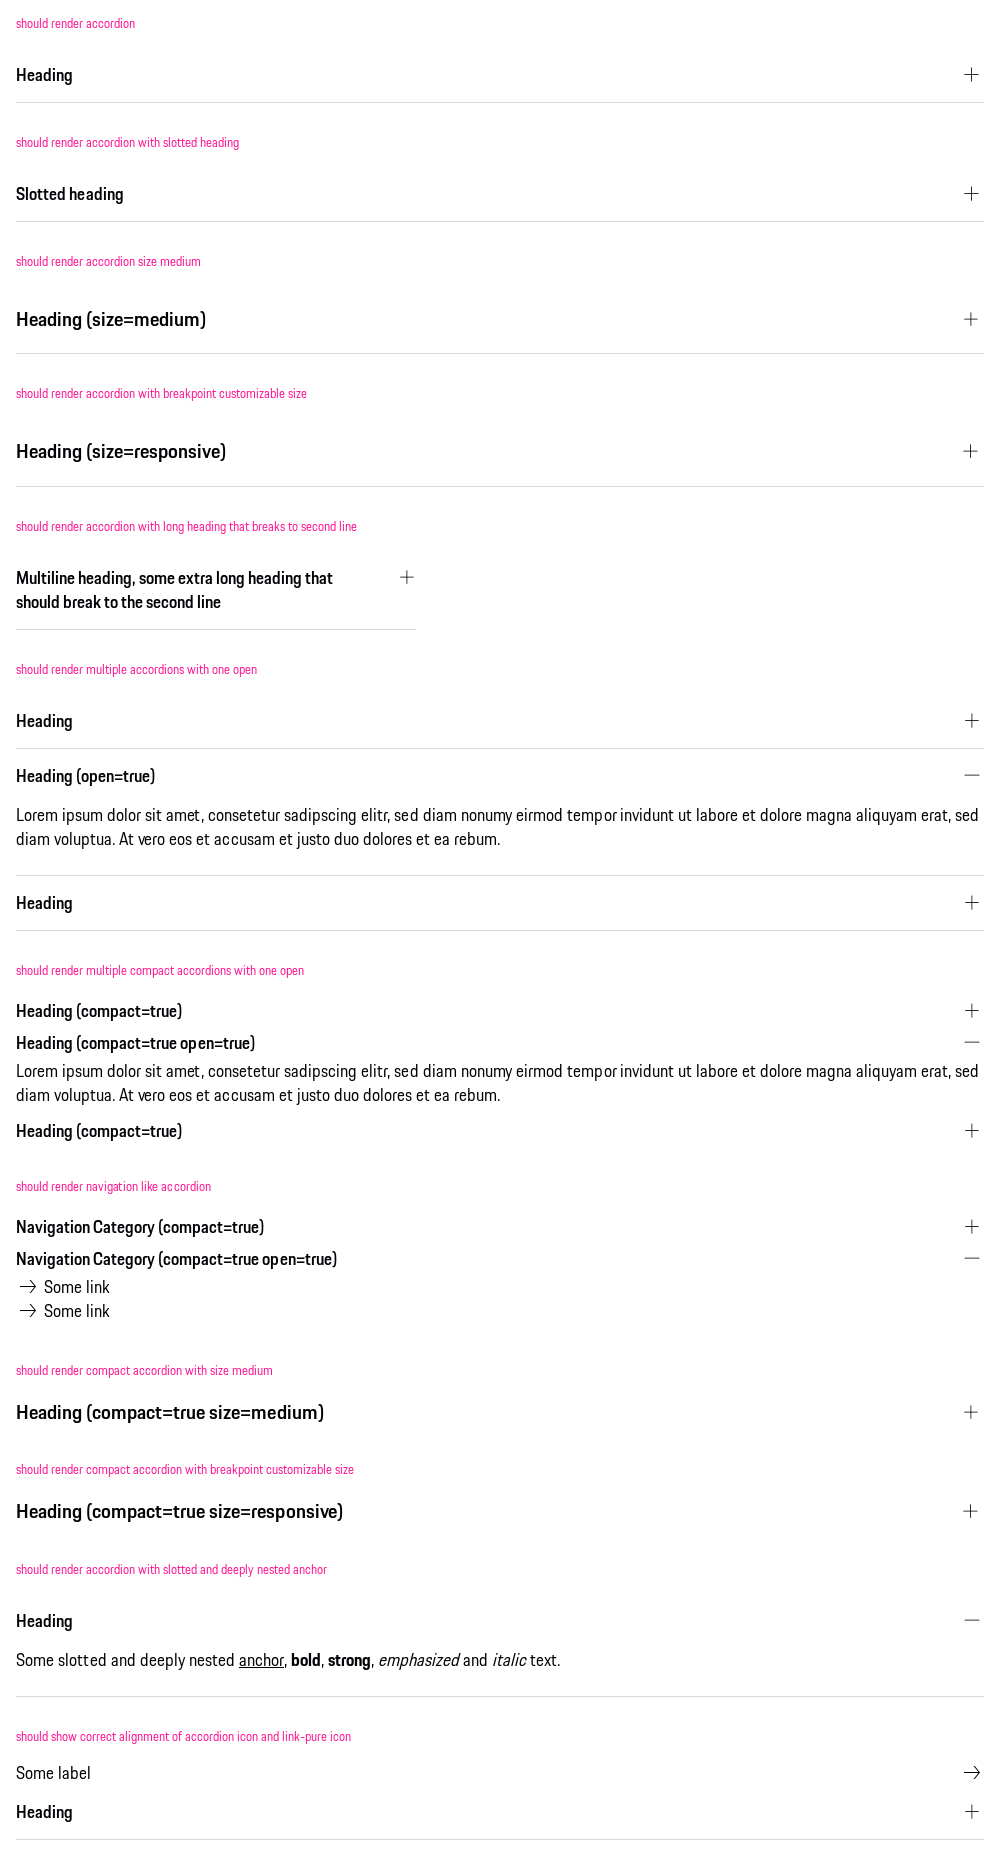 should render accordion
Heading
should render accordion with slotted heading
Slotted heading
should render accordion size medium
Heading (size=medium)
should render accordion with breakpoint customizable size
Heading (size=responsive)
should render accordion with long heading that breaks to second line
Multiline heading, some extra long heading that
should break to the second line
should render multiple accordions with one open
Heading
Heading (open=true)
Lorem ipsum dolor sit amet, consetetur sadipscing elitr, sed diam nonumy eirmod tempor invidunt ut labore et dolore magna aliquyam erat, sed
diam voluptua. At vero eos et accusam et justo duo dolores et ea rebum.
Heading
should render multiple compact accordions with one open
Heading (compact=true)
Heading (compact=true open=true)
Lorem ipsum dolor sit amet, consetetur sadipscing elitr, sed diam nonumy eirmod tempor invidunt ut labore et dolore magna aliquyam erat, sed
diam voluptua. At vero eos et accusam et justo duo dolores et ea rebum.
Heading (compact=true)
should render navigation like accordion
Navigation Category (compact=true)
Navigation Category (compact=true open=true)
Some link
Some link
should render compact accordion with size medium
Heading (compact=true size=medium)
should render compact accordion with breakpoint customizable size
Heading (compact=true size=responsive)
should render accordion with slotted and deeply nested anchor
Heading
Some slotted and deeply nested anchor, bold, strong, emphasized and italic text.
should show correct alignment of accordion icon and link-pure icon
Some label
Heading